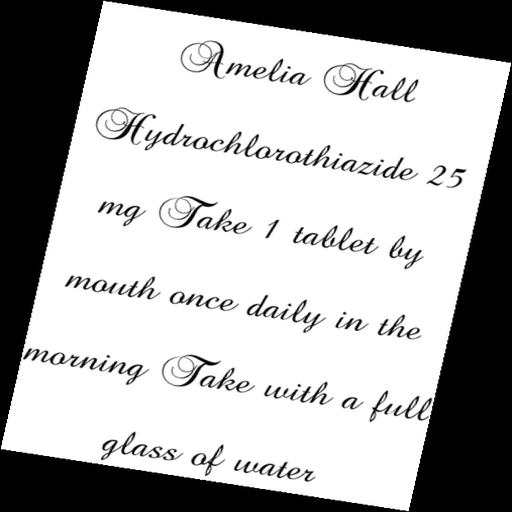 Amelia Hall
Hydrochlorothiazide 25
mg Take 1 tablet by
mouth once daily in the
morning Take with a full
glass of water